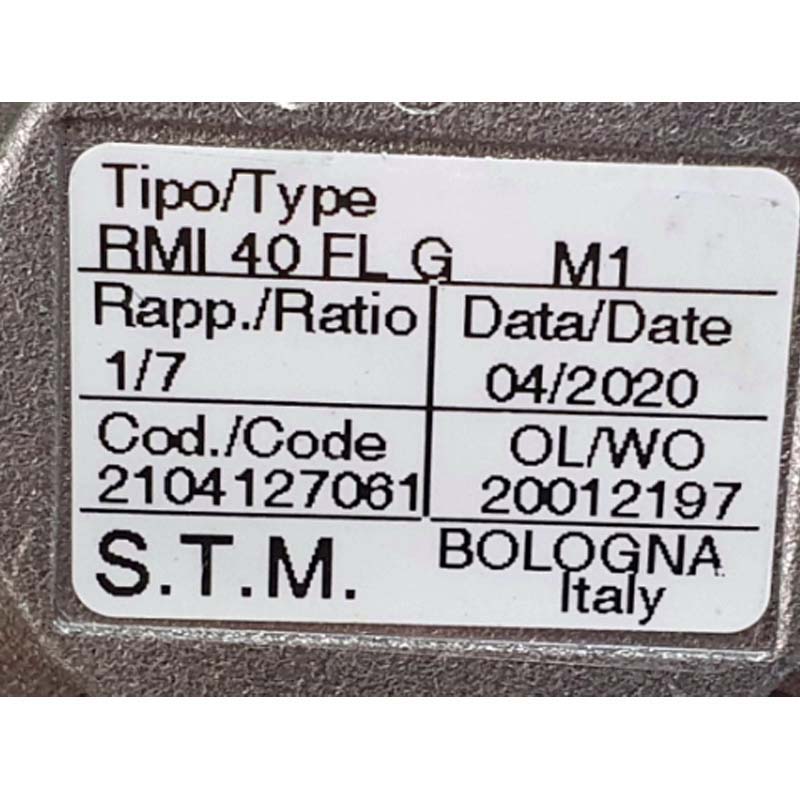 Tipo/Type
RMI 40 FL G M1
Rapp./Ratio Data/Date
1/7 04/2020
Cod./Code OL/WO
2104127061 20012197
S.T.M. BOLOGNA
Italy